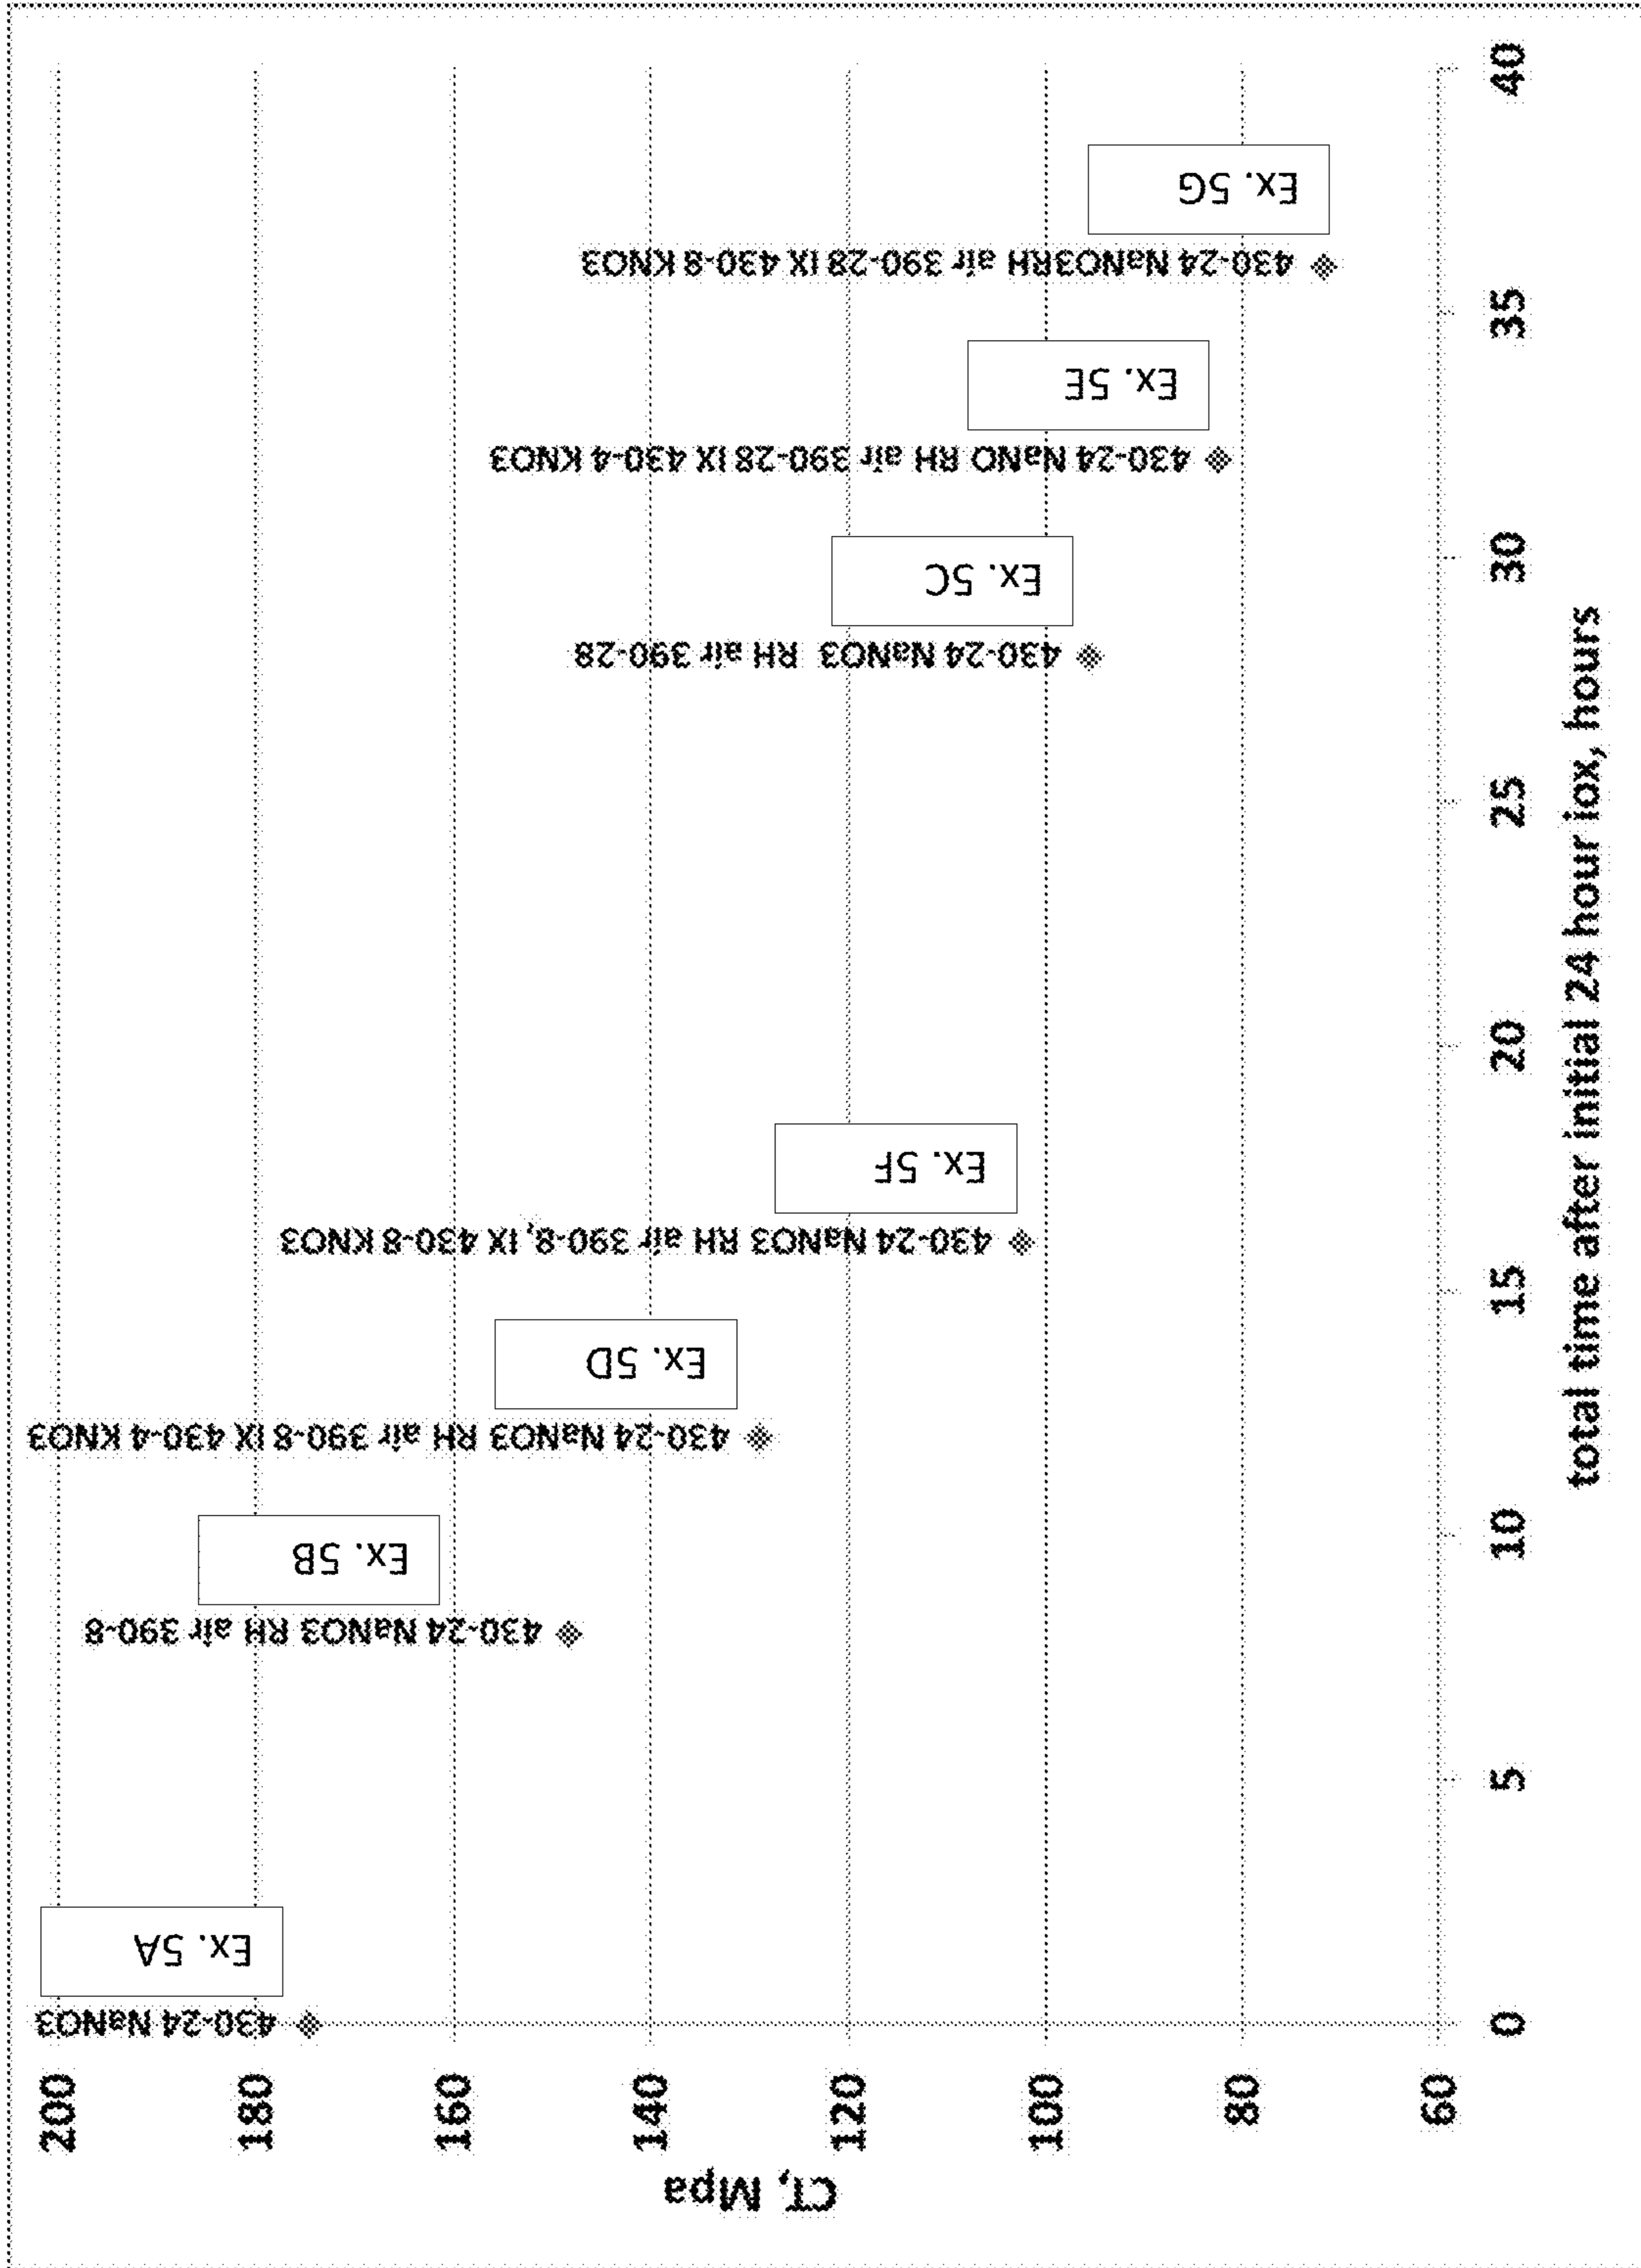 CT, Mpa
200
180
160
140
120
100
80
60
430-24 NaNO3
Ex. 5A
430-24 NaNO3 RH air 390-8
Ex. 5B
430-24 NaNO3 RH air 390-8 IX 430-4 KNO3
Ex. 5D
430-24 NaNO3 RH air 390-8, IX 430-8 KNO3
Ex. 5F
430-24 NaNO3 RH air 390-28
Ex. 5C
430-24 NaNO RH air 390-28 IX 430-4 KNO3
Ex. 5E
430-24 NaNO3RH air 390-28 IX 430-8 KNO3
Ex. 5G
0
5
10
15
20
25
30
35
40
total time after initial 24 hour iox, hours